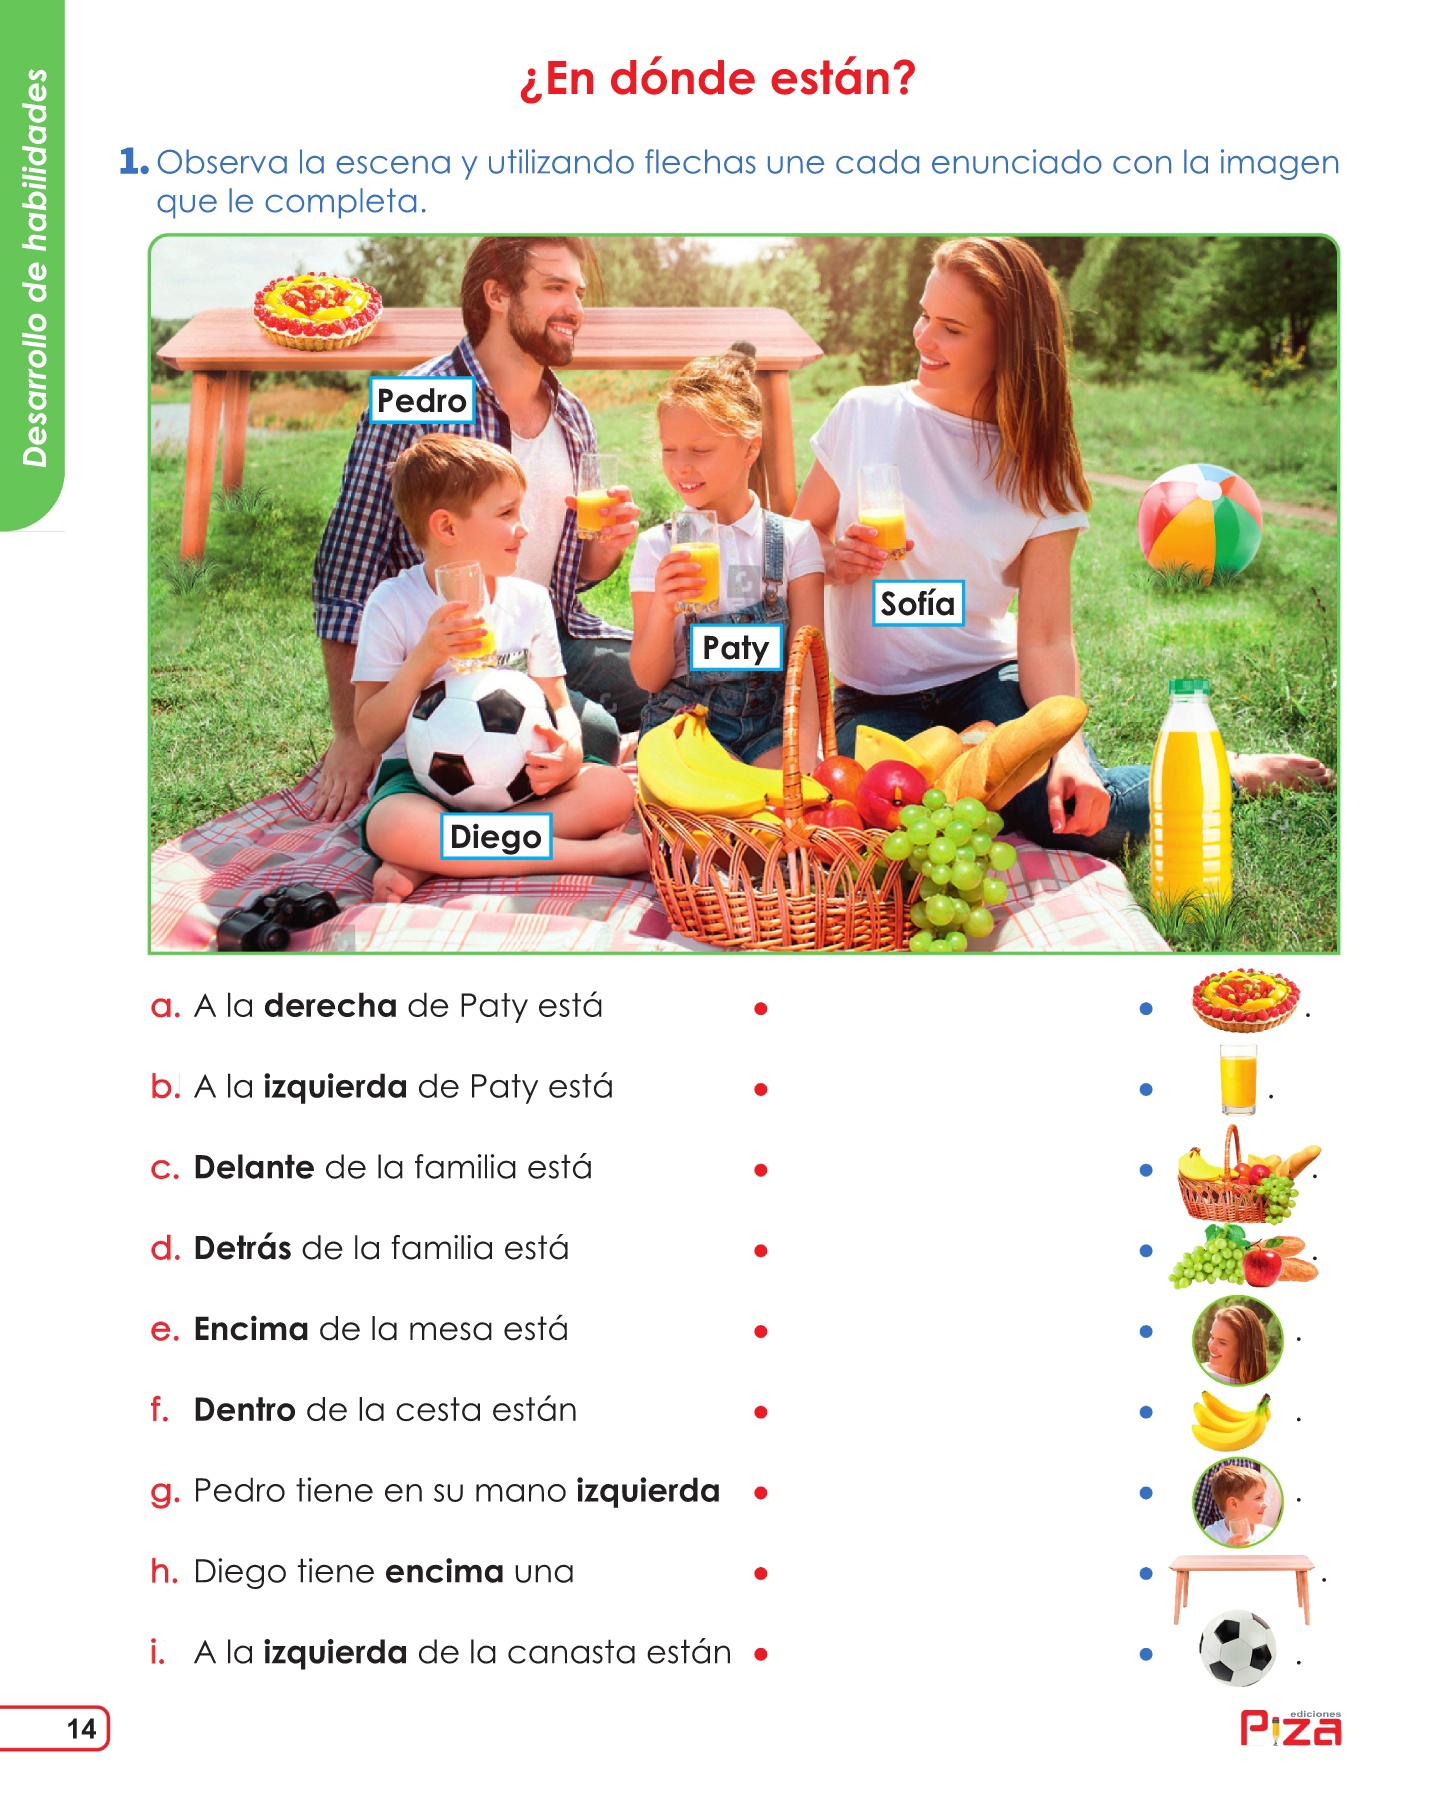 Desarrollo de habilidades
¿En dónde están?
1. Observa la escena y utilizando flechas une cada enunciado con la imagen
que le completa.
Pedro
Sofía
Paty
Diego
a. A la derecha de Paty está
.
b. A la izquierda de Paty está
.
c. Delante de la familia está
.
d. Detrás de la familia está
.
e. Encima de la mesa está
.
f. Dentro de la cesta están
.
g. Pedro tiene en su mano izquierda
.
h. Diego tiene encima una
.
i. A la izquierda de la canasta están
.
14
ediciones
Piza